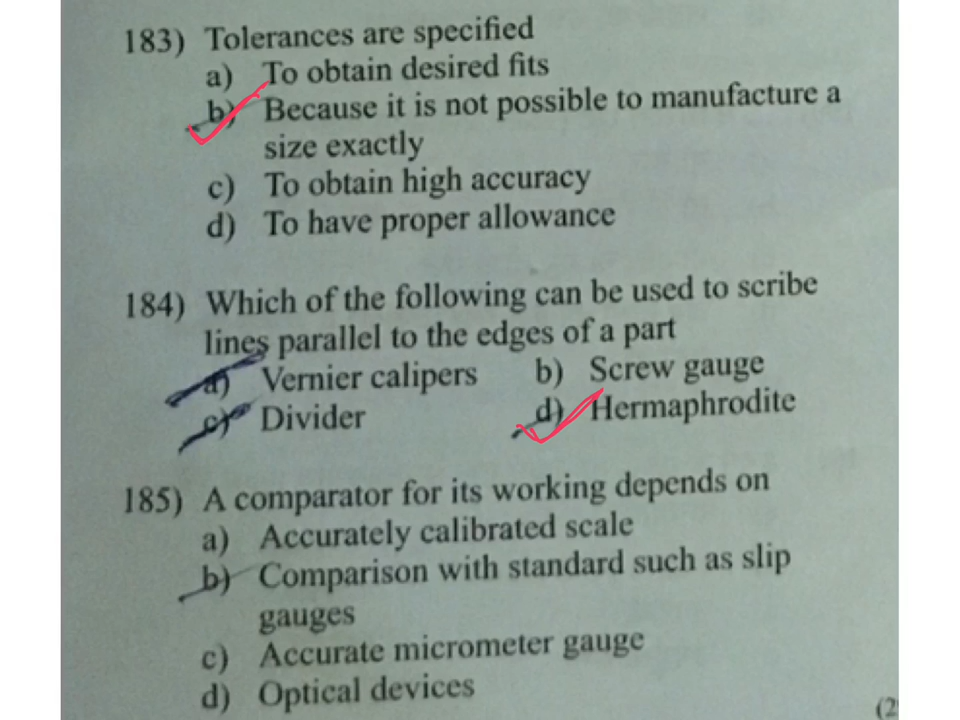 183) Tolerances are specified
a) To obtain desired fits
b) Because it is not possible to manufacture a
size exactly
c) To obtain high accuracy
d) To have proper allowance
184) Which of the following can be used to scribe
lines parallel to the edges of a part
a) Vernier calipers b) Screw gauge
c) Divider d) Hermaphrodite
185) A comparator for its working depends on
a) Accurately calibrated scale
b) Comparison with standard such as slip
gauges
c) Accurate micrometer gauge
d) Optical devices